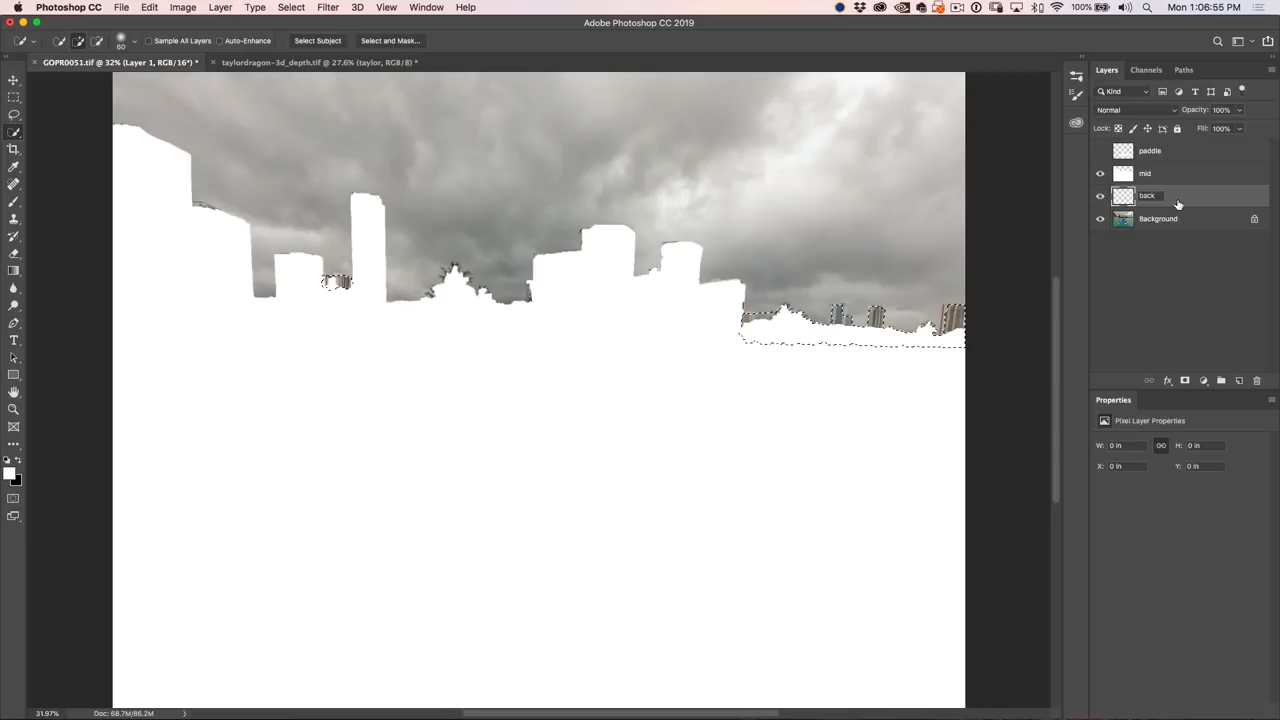 Photoshop CC File Edit Image Layer Type Select Filter 3D View Window Help 100% Mon 1:06:55 PM
Adobe Photoshop CC 2019
60 Sample All Layers Auto-Enhance Select Subject Select and Mask...
GOPR0051.tif @ 32% (Layer 1, RGB/16*) * taylordragon-3d_depth.tif @ 27.6% (taylor, RGB/8) *
Layers Channels Paths
Kind
Normal Opacity: 100%
Lock: Fill: 100%
paddle
mid
back
Background
Properties
Pixel Layer Properties
W: 0 in H: 0 in
X: 0 in Y: 0 in
31.97% Doc: 68.7M/86.2M